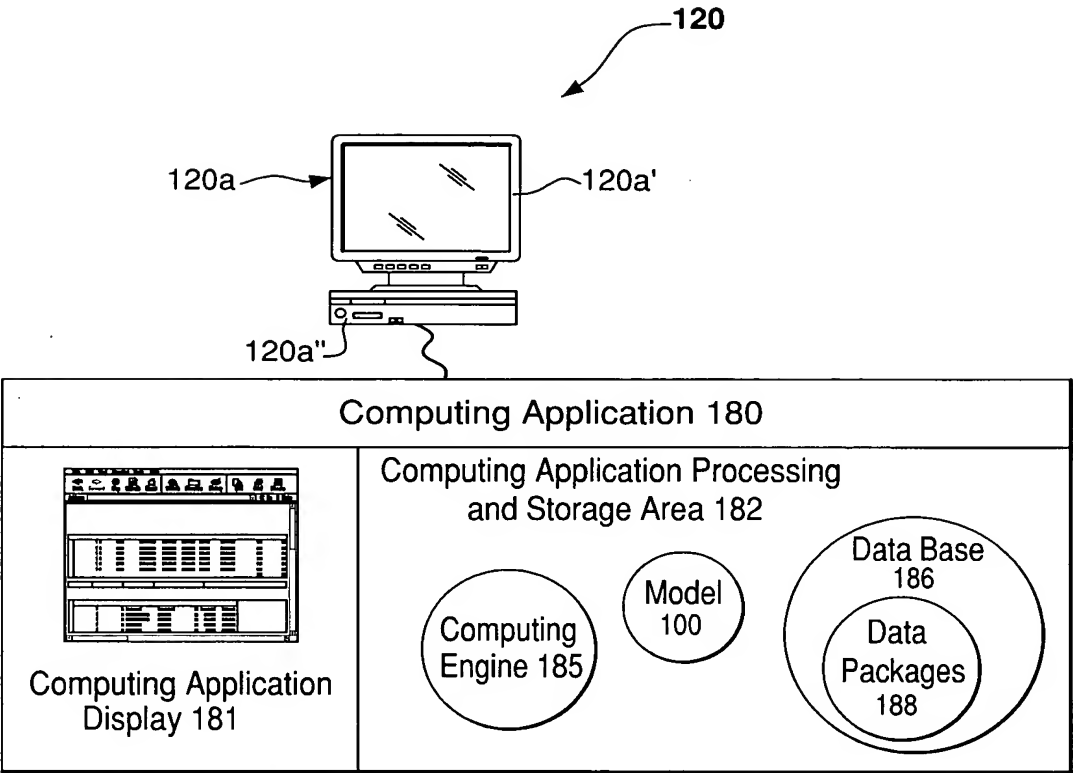 120
120a
120a'
120a"
Computing Application 180
Computing Application Processing
and Storage Area 182
Data Base
186
Model
100
Computing
Engine 185
Data
Packages
188
Computing Application
Display 181